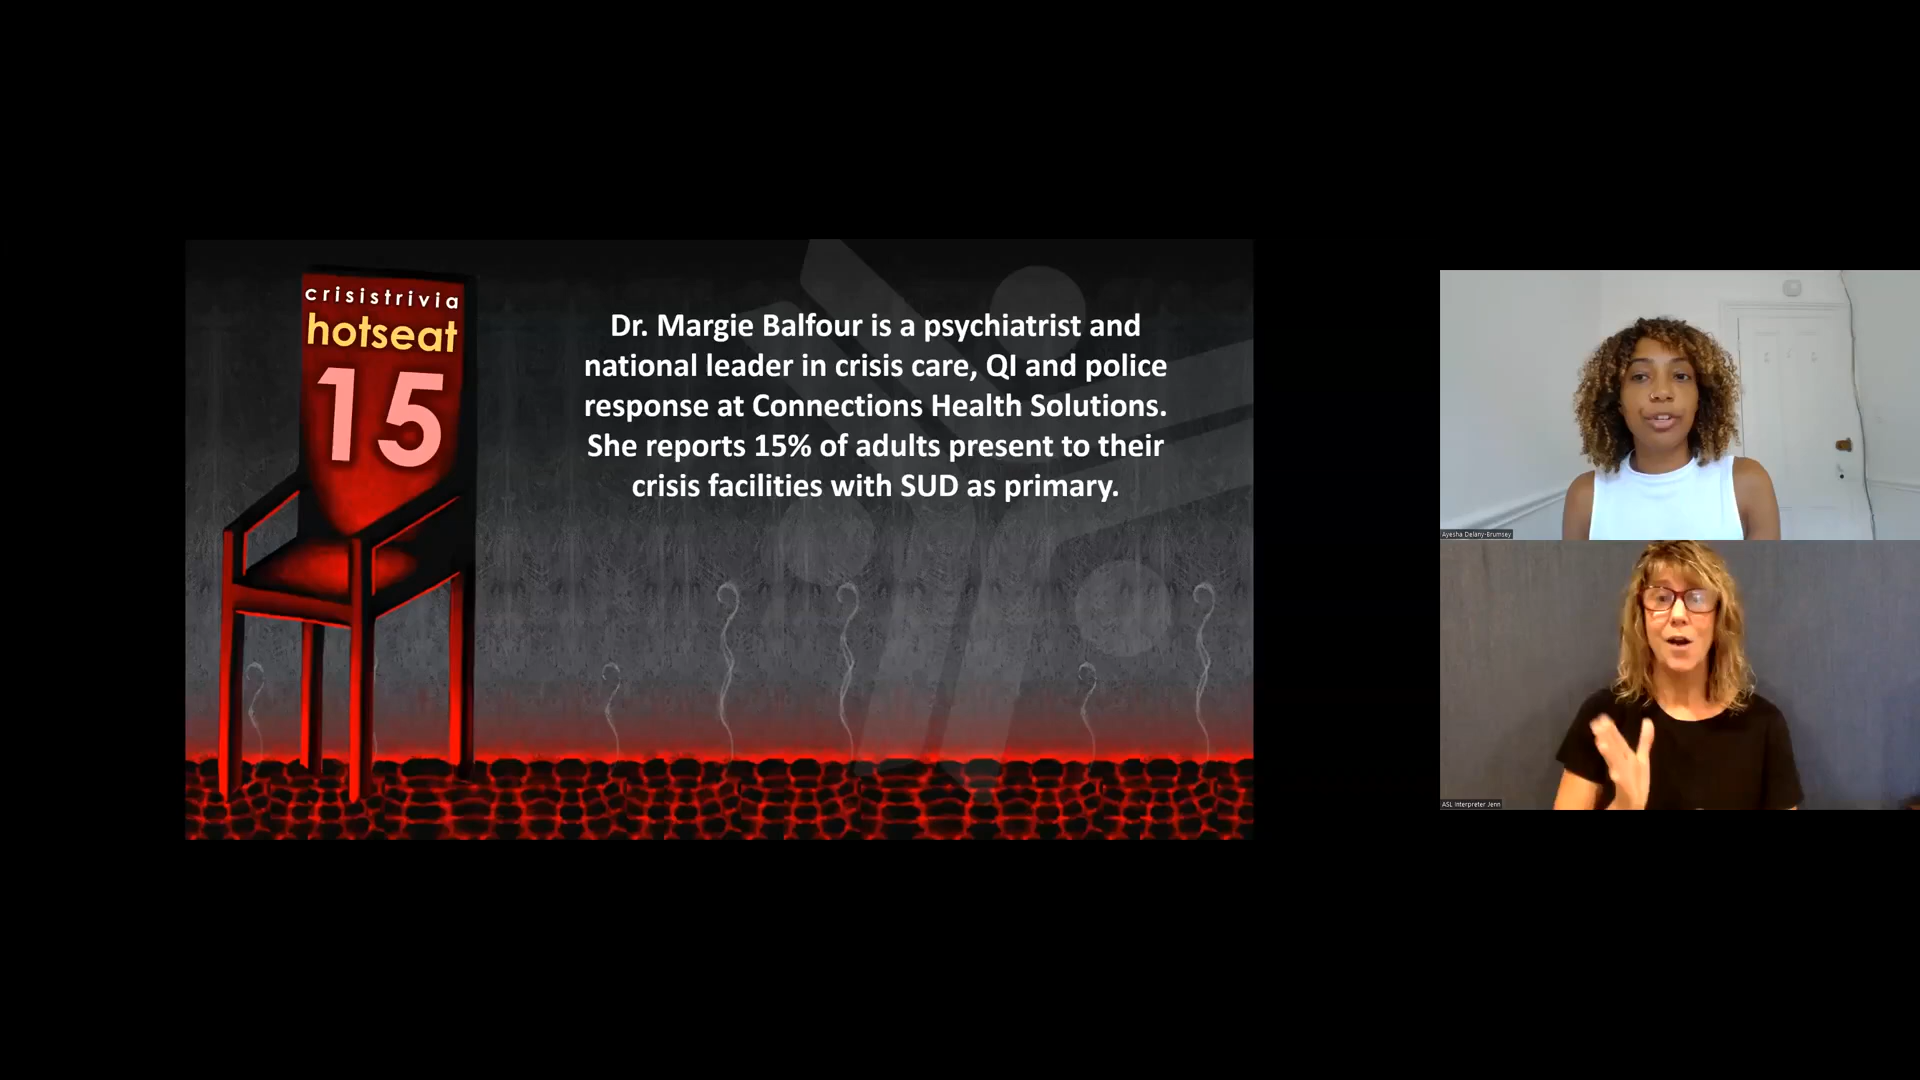 crisistrivia
hotseat
15
Dr. Margie Balfour is a psychiatrist and
national leader in crisis care, QI and police
response at Connections Health Solutions.
She reports 15% of adults present to their
crisis facilities with SUD as primary.
Ayesha Delany-Brumsey
ASL Interpreter Jenn